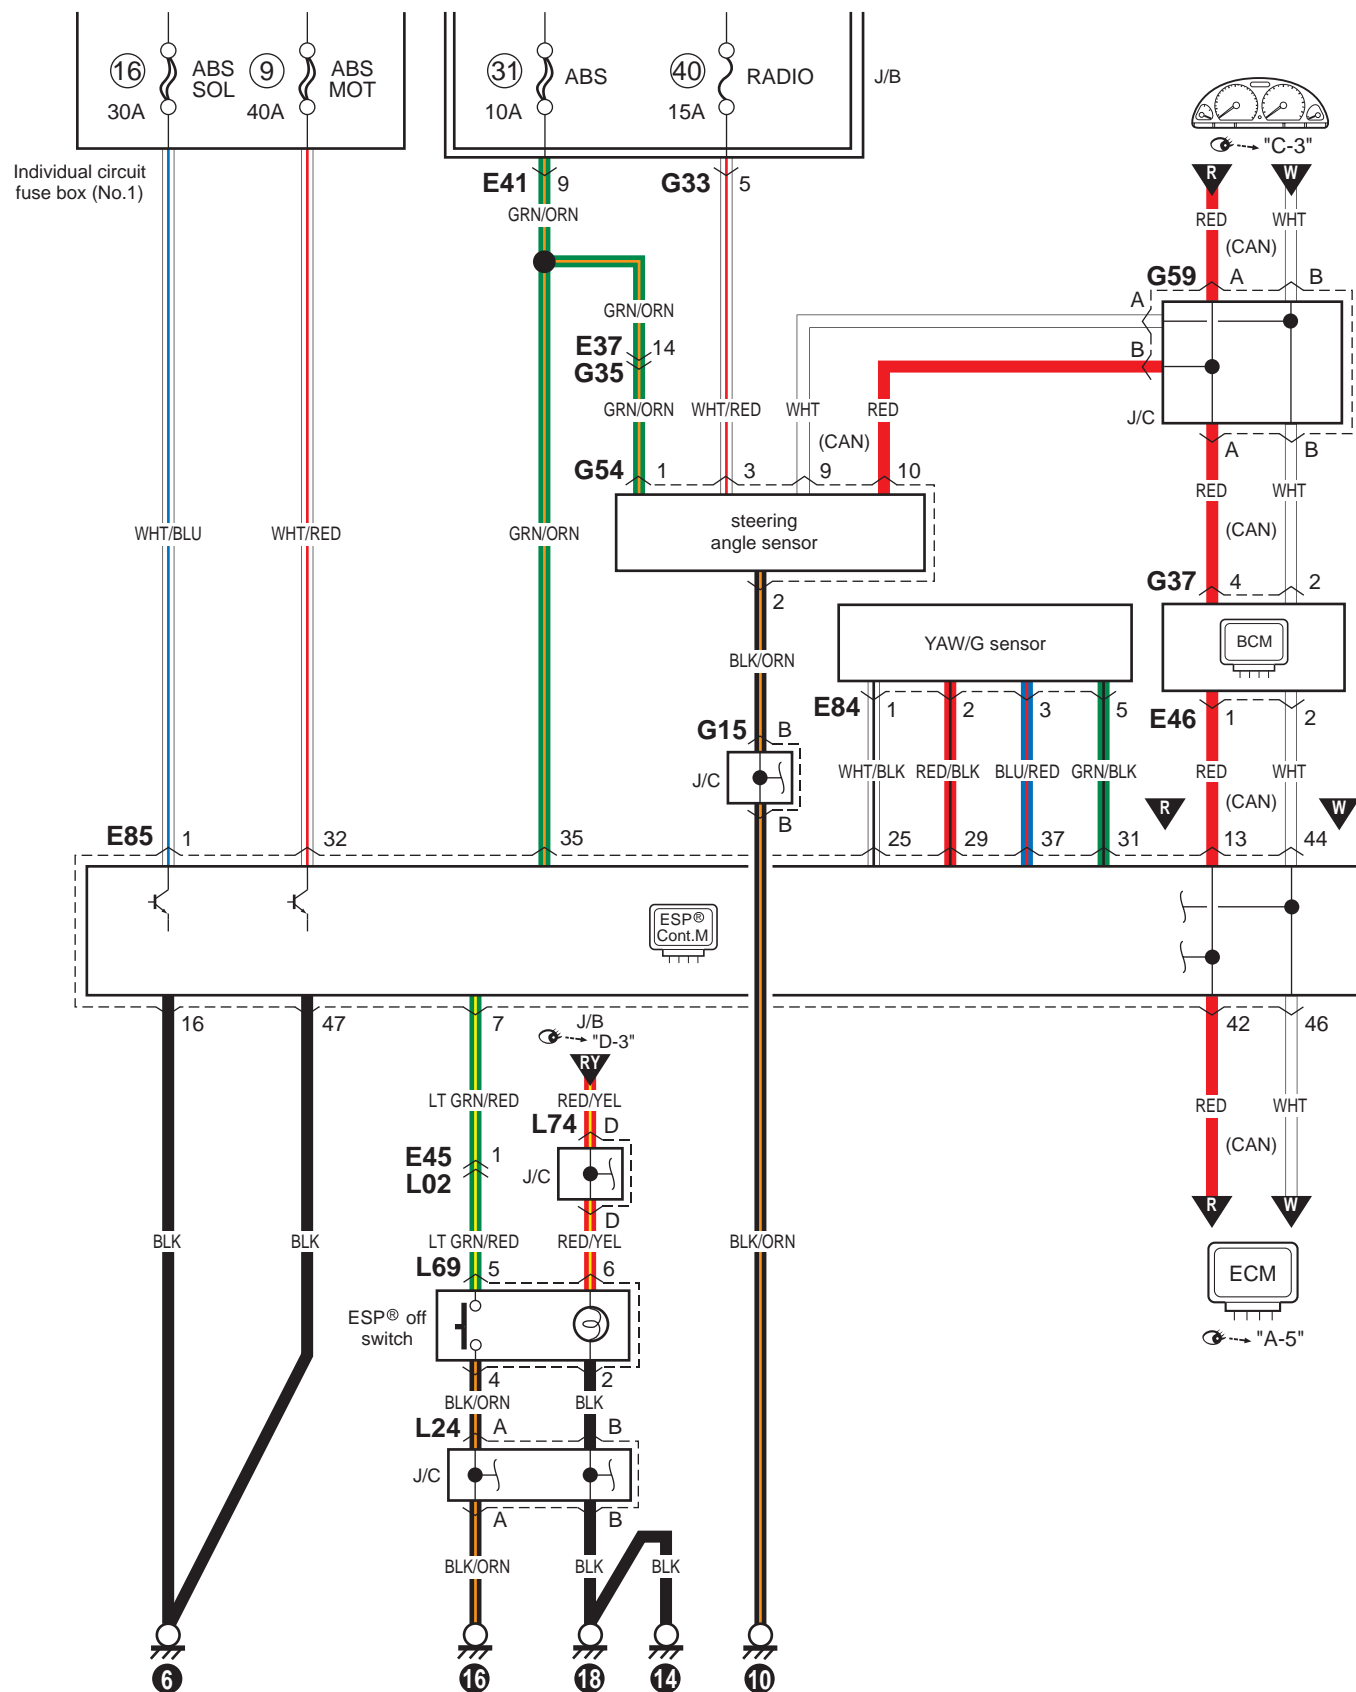 16 ABS SOL 30A
9 ABS MOT 40A
31 ABS 10A
40 RADIO 15A
J/B
Individual circuit
fuse box (No.1)
"C-3"
R W
E41 9 G33 5
GRN/ORN
RED WHT
(CAN)
G59 A B
A
B
J/C
A B
GRN/ORN
E37 14
G35
GRN/ORN WHT/RED WHT RED
(CAN)
G54 1 3 9 10
steering
angle sensor
2
RED WHT
(CAN)
WHT/BLU WHT/RED GRN/ORN
G37 4 2
BCM
E46 1 2
YAW/G sensor
E84 1 2 3 5
BLK/ORN
G15 B
J/C
B
WHT/BLK RED/BLK BLU/RED GRN/BLK RED WHT
(CAN)
R W
E85 1 32 35 25 29 37 31 13 44
ESP®
Cont.M
16 47 7 42 46
J/B
"D-3"
RY
LT GRN/RED RED/YEL RED WHT
(CAN)
L74 D
E45 1
L02
J/C
D
R W
BLK BLK LT GRN/RED RED/YEL BLK/ORN
L69 5 6
ESP® off
switch
ECM
"A-5"
4 2
BLK/ORN BLK
L24 A B
J/C
A B
BLK/ORN BLK BLK
6 16 18 14 10